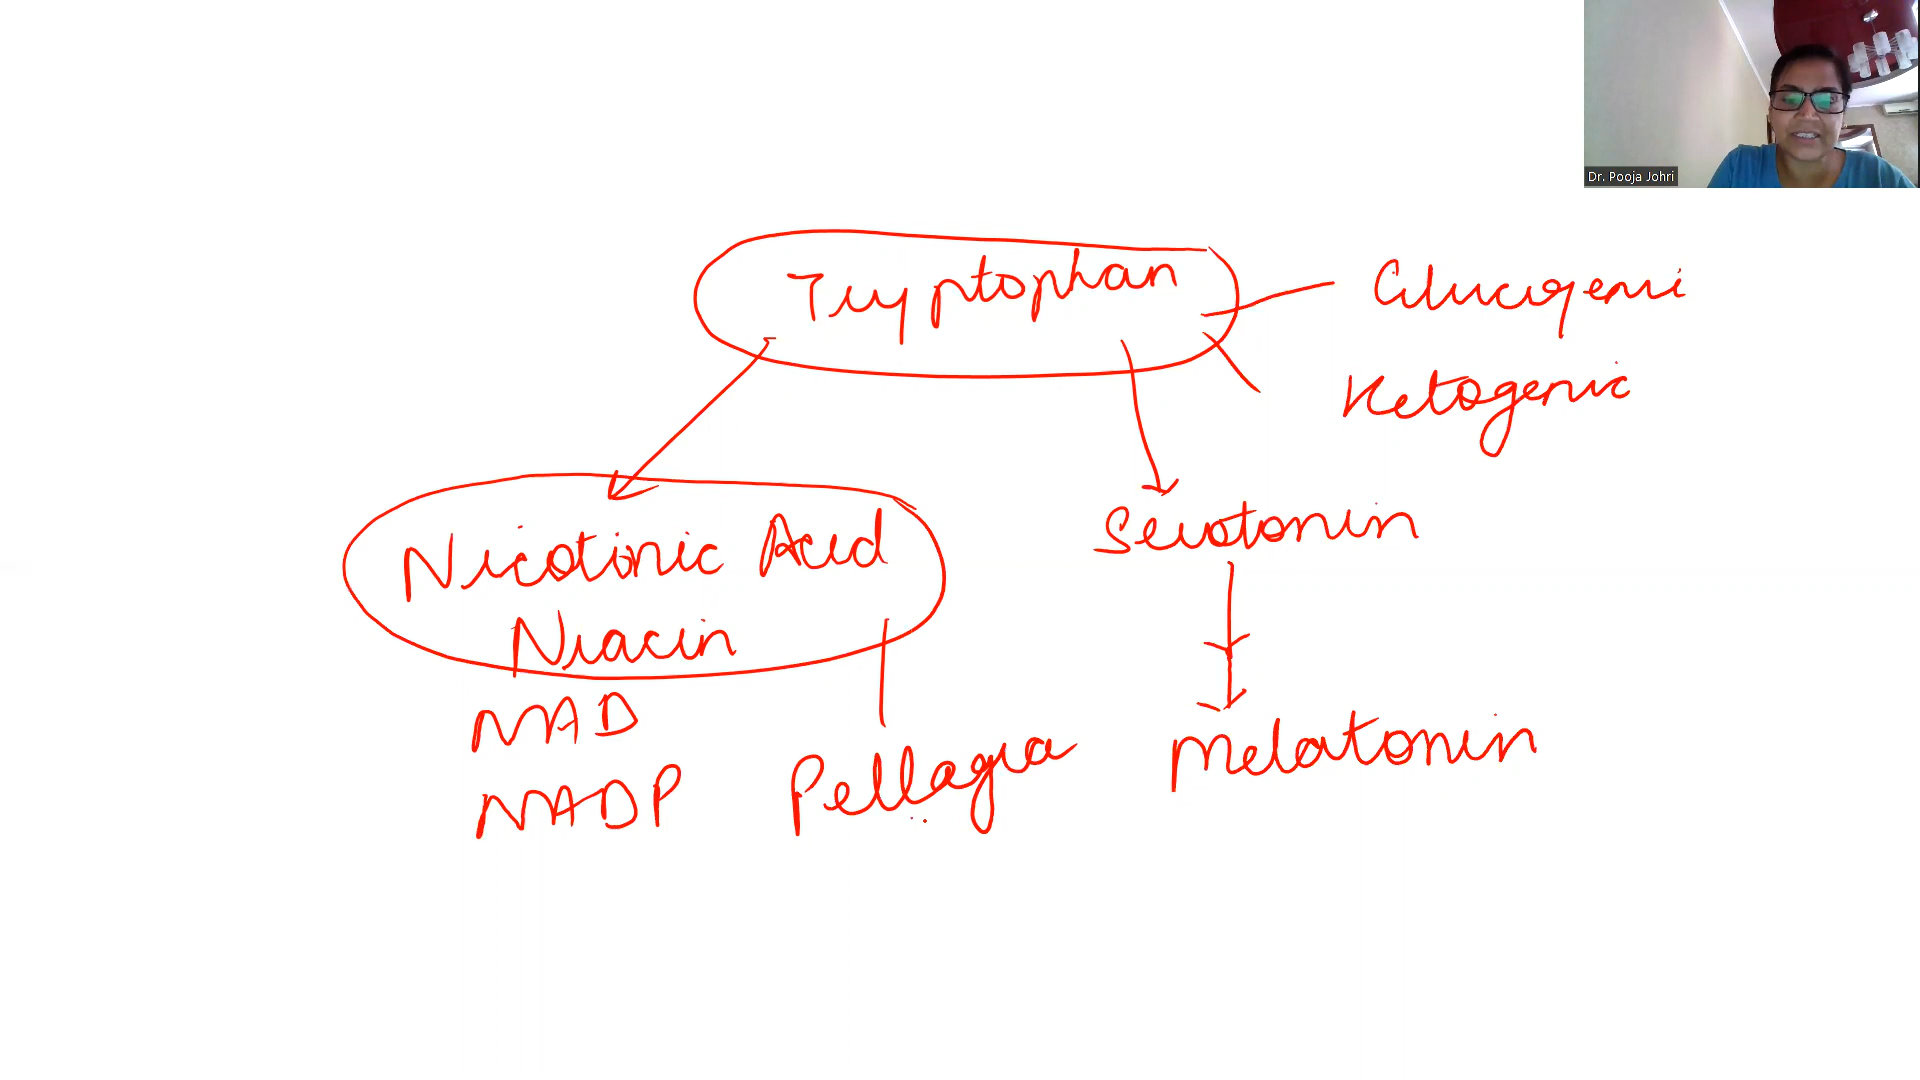 Dr. Pooja Johri
Tryptophan
Glucogenic
Ketogenic
Nicotinic Acid
Niacin
Serotonin
NAD
NADP
Pellagra
Melatonin